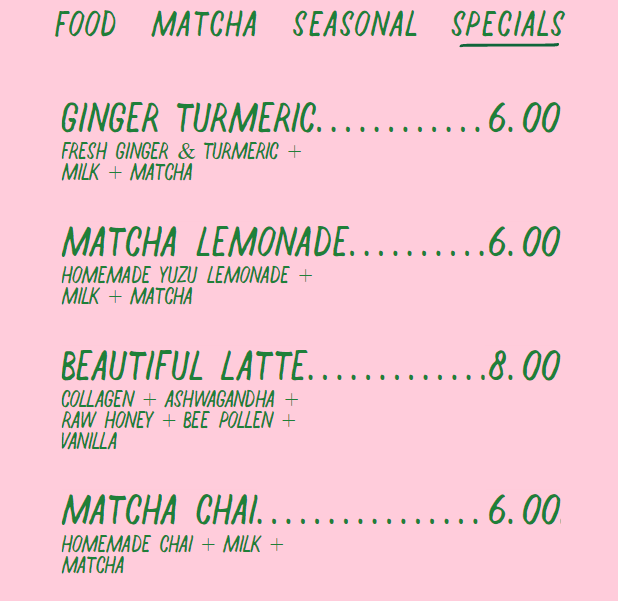 FOOD MATCHA SEASONAL SPECIALS
GINGER TURMERIC............6.00
FRESH GINGER & TURMERIC +
MILK + MATCHA
MATCHA LEMONADE..........6.00
HOMEMADE YUZU LEMONADE +
MILK + MATCHA
BEAUTIFUL LATTE.............8.00
COLLAGEN + ASHWAGANDHA +
RAW HONEY + BEE POLLEN +
VANILLA
MATCHA CHAI................6.00
HOMEMADE CHAI + MILK +
MATCHA